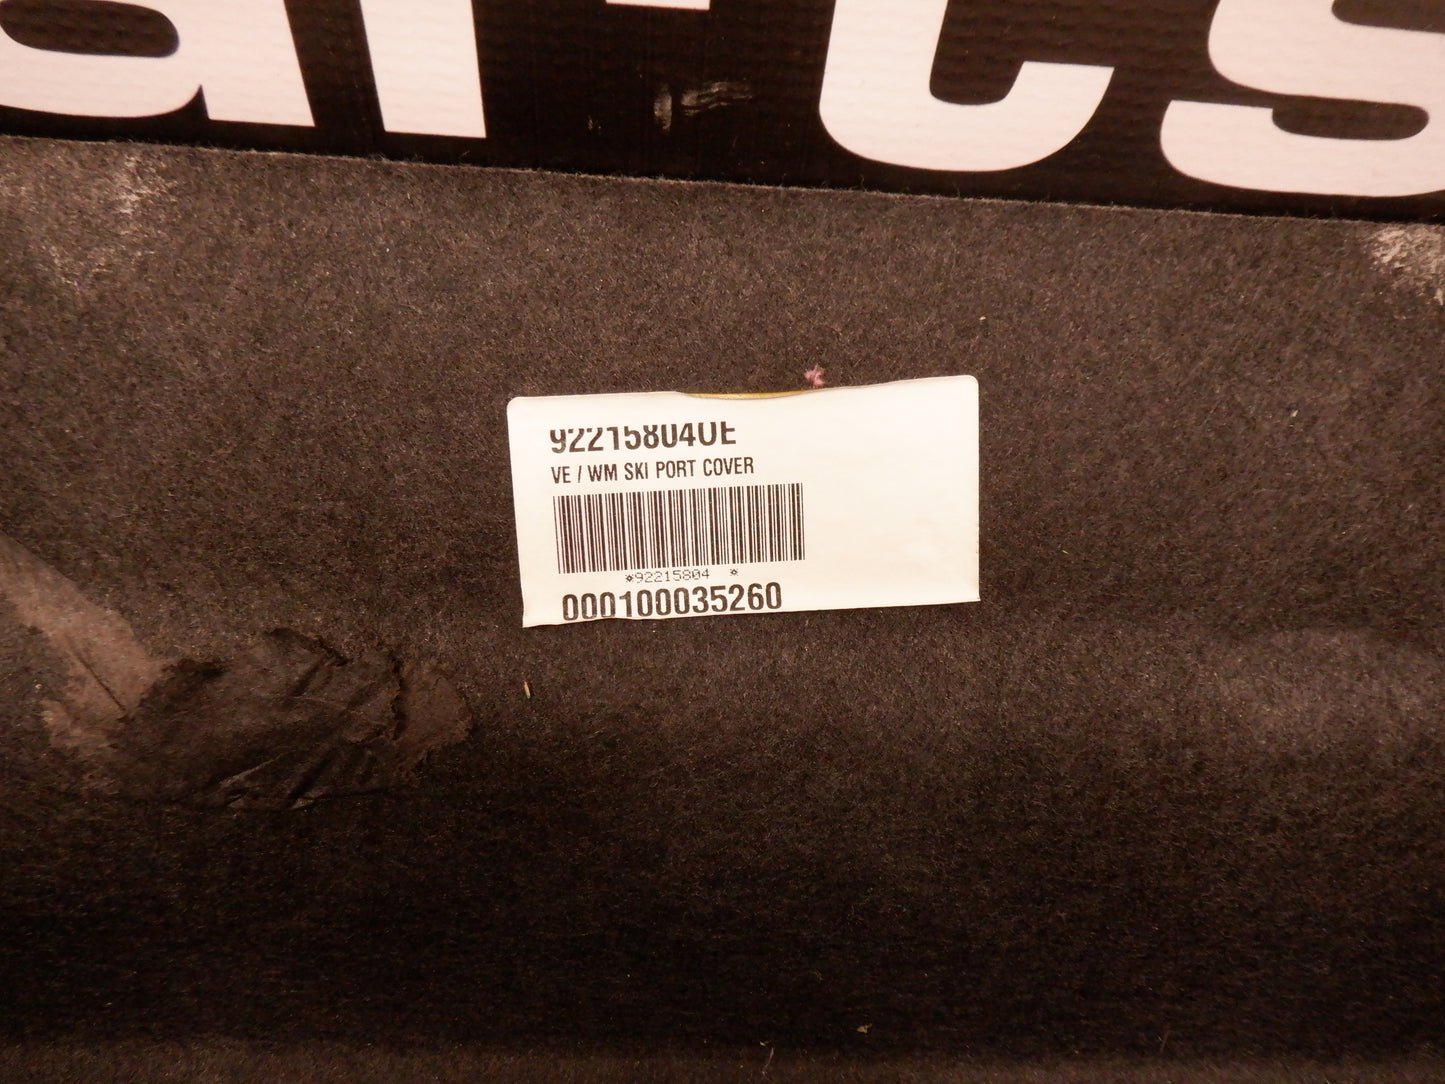 92215804OE
VE / WM SKI PORT COVER
*92215804 *
000100035260